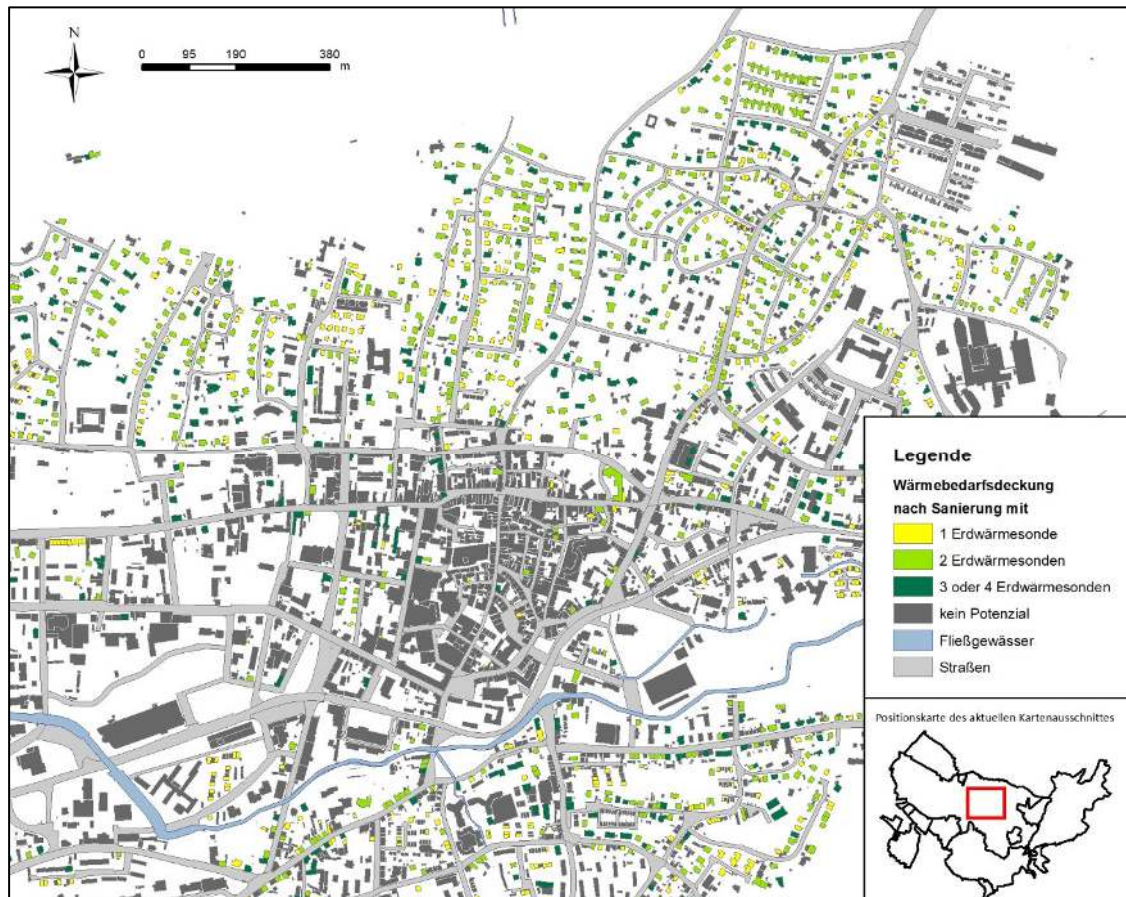 N
0 95 190 380
m
Legende
Wärmebedarfsdeckung
nach Sanierung mit
1 Erdwärmesonde
2 Erdwärmesonden
3 oder 4 Erdwärmesonden
kein Potenzial
Fließgewässer
Straßen
Positionskarte des aktuellen Kartenausschnittes